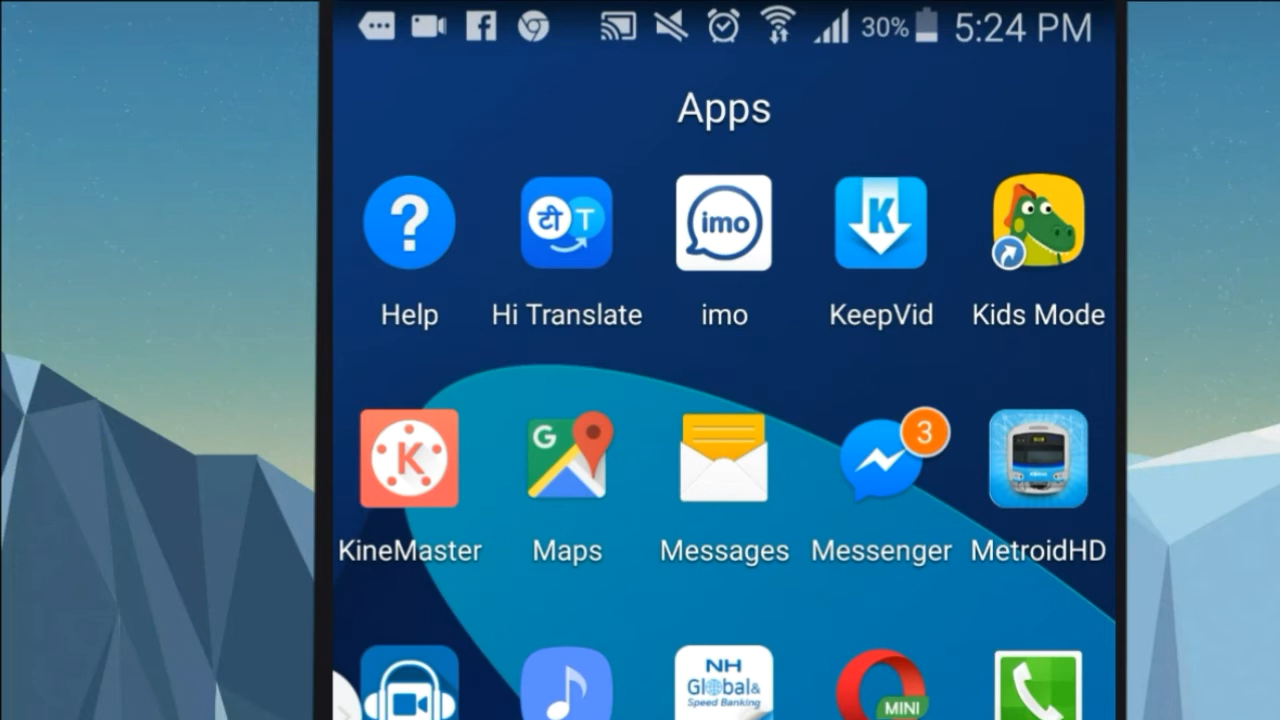 30% 5:24 PM
Apps
? टी T imo K
Help Hi Translate imo KeepVid Kids Mode
K G 3
KineMaster Maps Messages Messenger MetroidHD
NH
Global&
Speed Banking
MINI